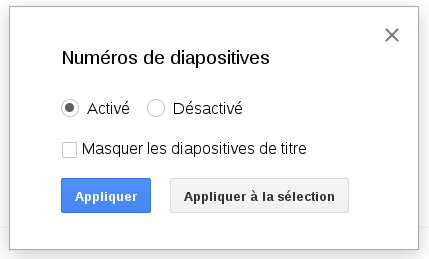 Numéros de diapositives
Activé Désactivé
Masquer les diapositives de titre
Appliquer Appliquer à la sélection